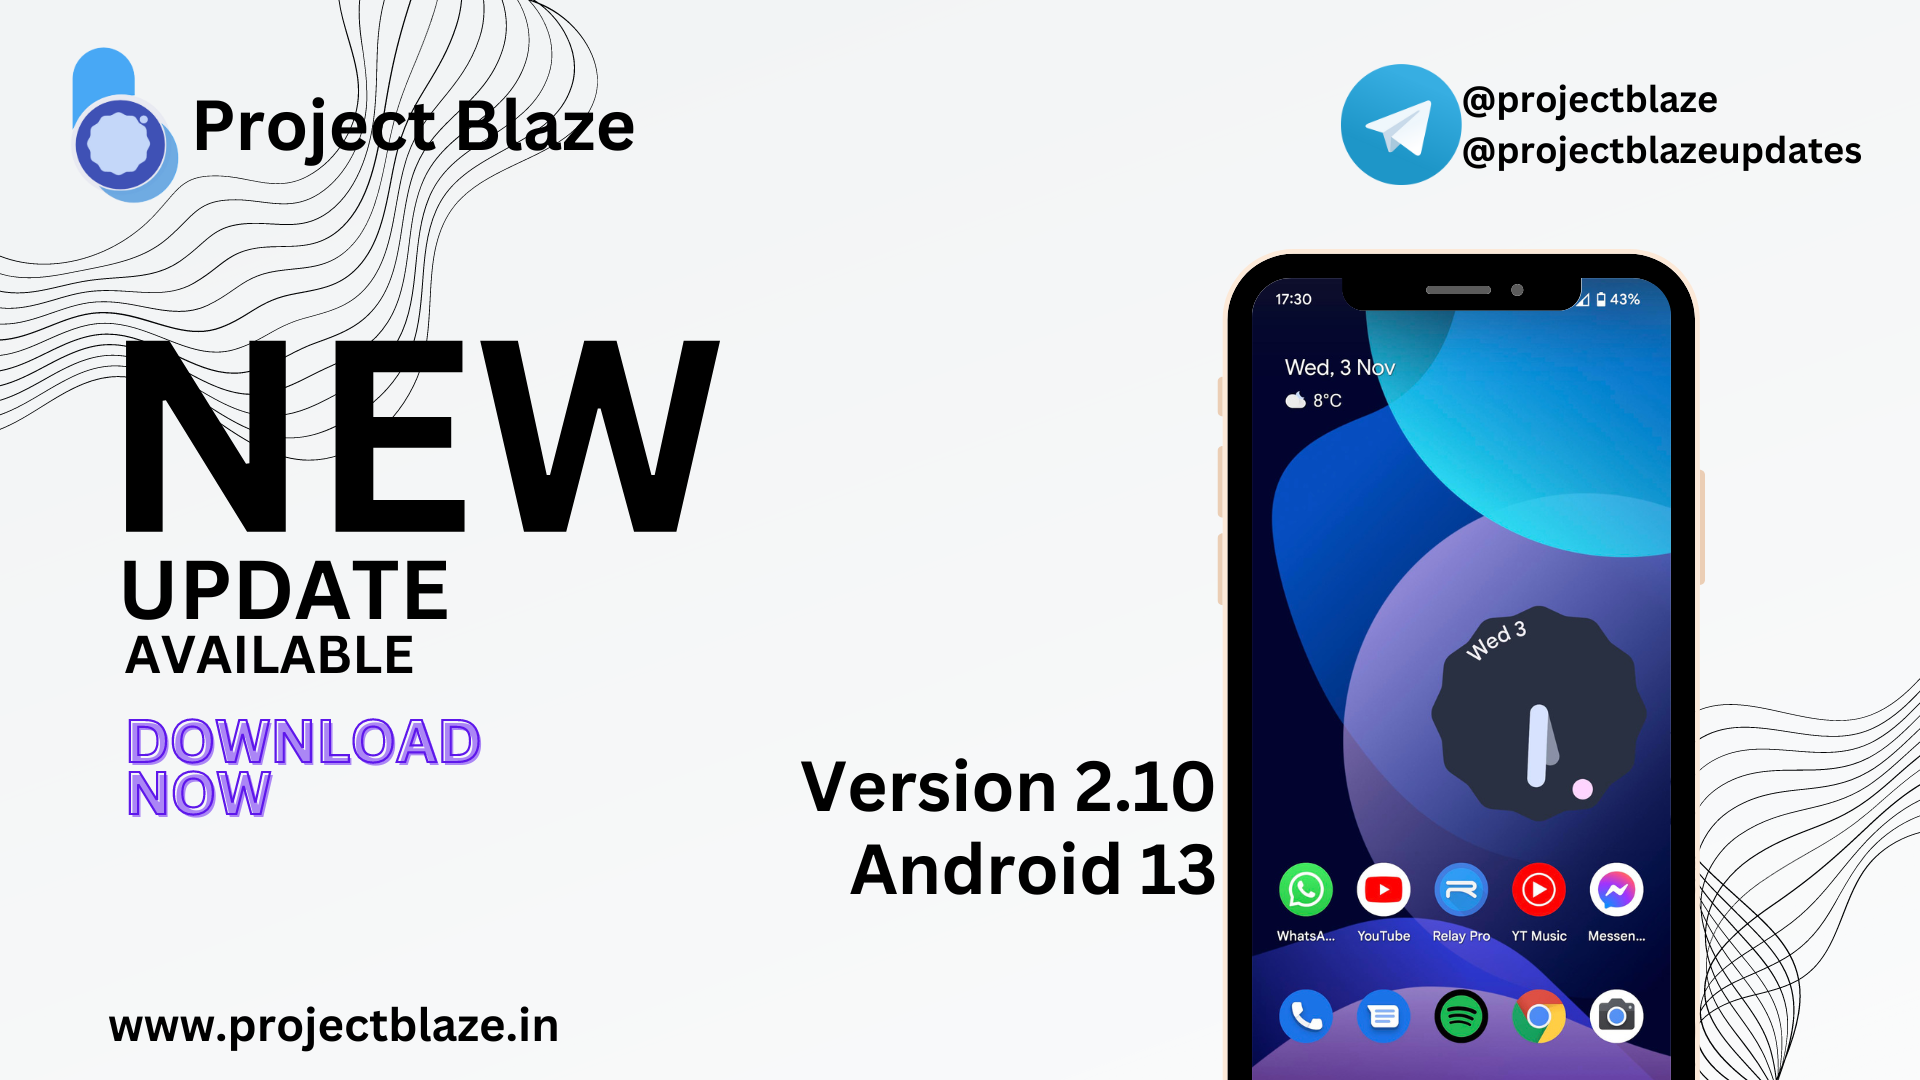 Project Blaze
@projectblaze
@projectblazeupdates
NEW
UPDATE
AVAILABLE
DOWNLOAD
NOW
Version 2.10
Android 13
www.projectblaze.in
17:30
43%
Wed, 3 Nov
8°C
Wed 3
WhatsA...
YouTube
Relay Pro
YT Music
Messen...